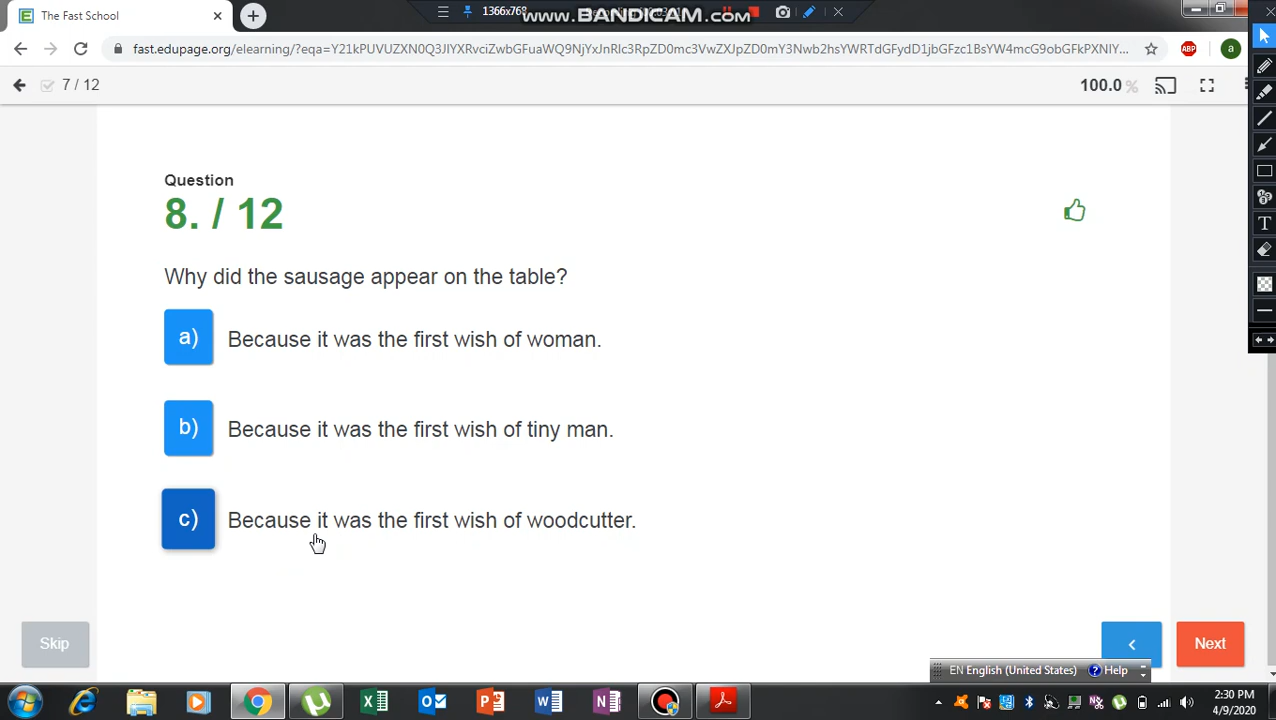 The Fast School
1366x768
www.BANDICAM.com
fast.edupage.org/elearning/?eqa=
ABP
a
7 / 12
100.0 %
Question
8. / 12
Why did the sausage appear on the table?
a) Because it was the first wish of woman.
b) Because it was the first wish of tiny man.
c) Because it was the first wish of woodcutter.
Skip
<
Next
EN English (United States) ? Help
2:30 PM
4/9/2020